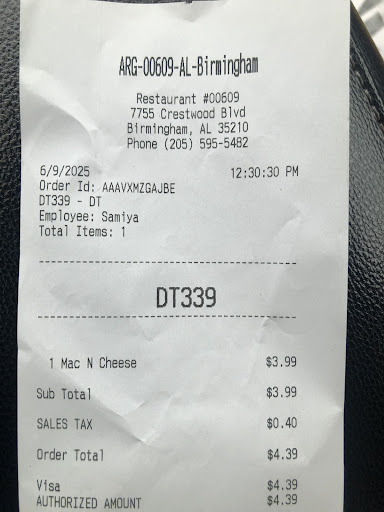 ARG-00609-AL-Birmingham
Restaurant #00609
7755 Crestwood Blvd
Birmingham, AL 35210
Phone (205) 595-5482
6/9/2025 12:30:30 PM
Order Id: AAAVXMZGAJBE
DT339 - DT
Employee: Samiya
Total Items: 1
DT339
1 Mac N Cheese $3.99
Sub Total $3.99
SALES TAX $0.40
Order Total $4.39
Visa $4.39
AUTHORIZED AMOUNT $4.39